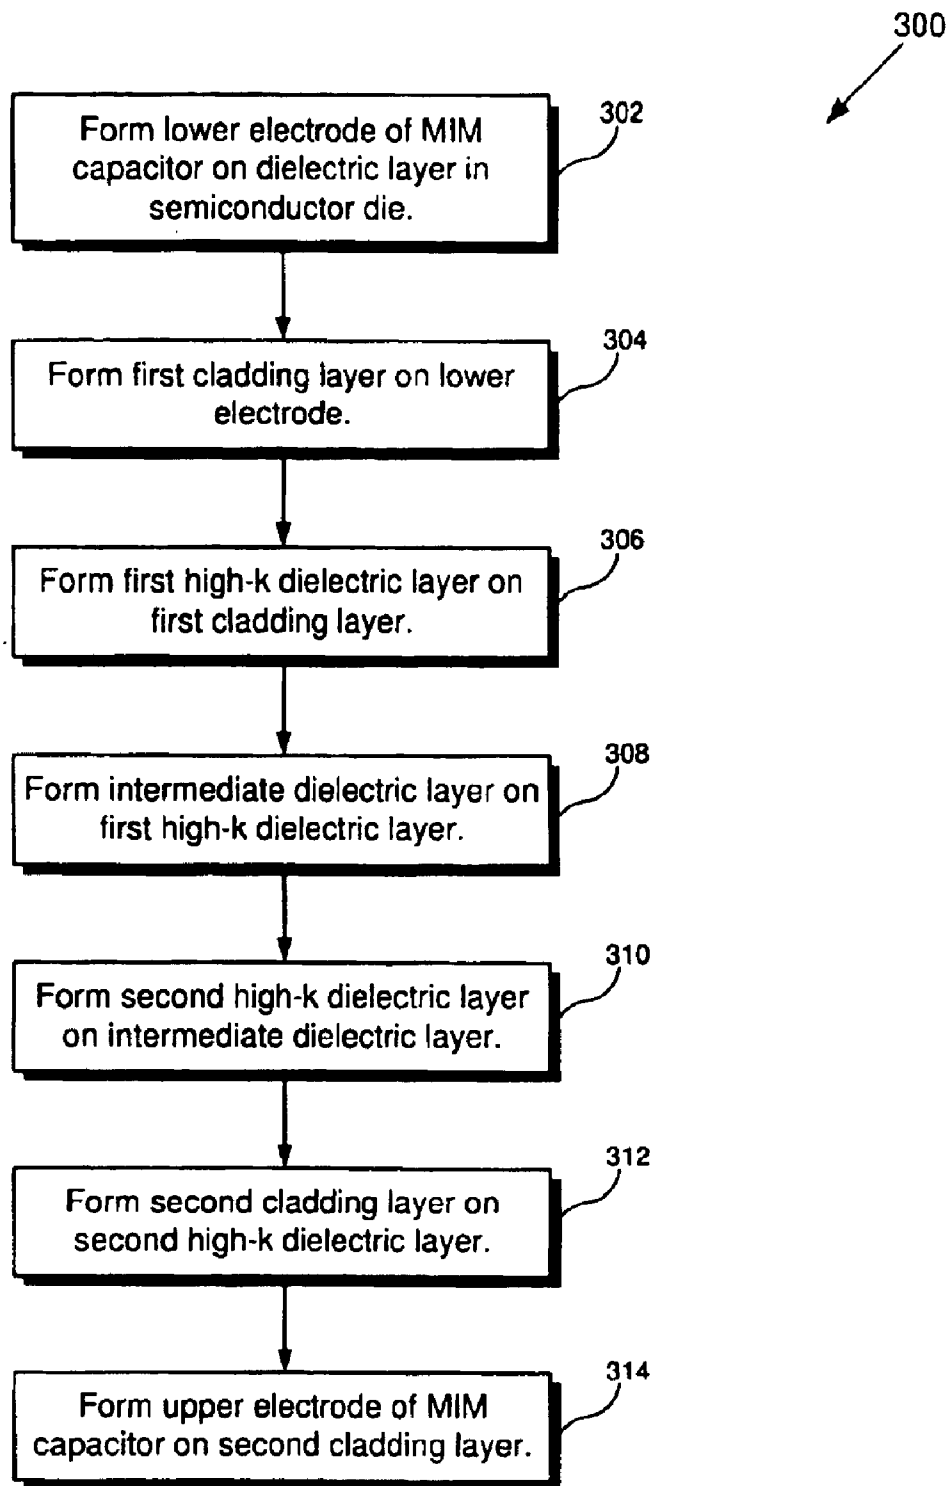 300
Form lower electrode of MIM
capacitor on dielectric layer in
semiconductor die.
302
Form first cladding layer on lower
electrode.
304
Form first high-k dielectric layer on
first cladding layer.
306
Form intermediate dielectric layer on
first high-k dielectric layer.
308
Form second high-k dielectric layer
on intermediate dielectric layer.
310
Form second cladding layer on
second high-k dielectric layer.
312
Form upper electrode of MIM
capacitor on second cladding layer.
314